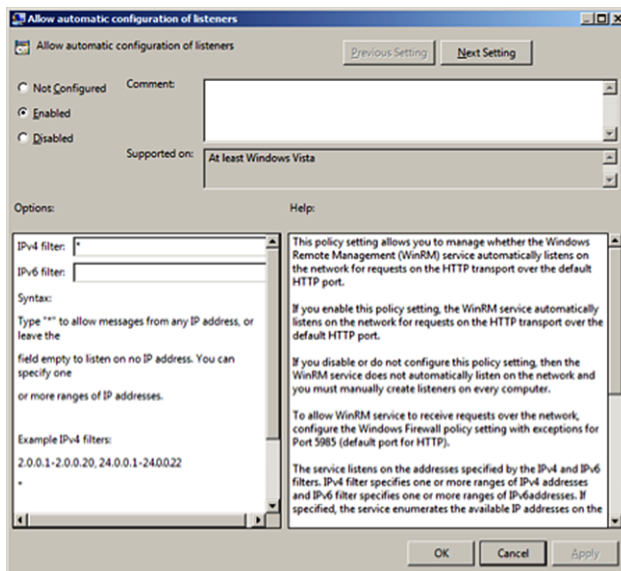 Allow automatic configuration of listeners
Allow automatic configuration of listeners
Previous Setting
Next Setting
Not Configured
Comment:
Enabled
Disabled
Supported on:
At least Windows Vista
Options:
Help:
IPv4 filter: *
IPv6 filter:
Syntax:
Type "*" to allow messages from any IP address, or
leave the
field empty to listen on no IP address. You can
specify one
or more ranges of IP addresses.
Example IPv4 filters:
2.0.0.1-2.0.0.20, 24.0.0.1-24.0.0.22
*
This policy setting allows you to manage whether the Windows
Remote Management (WinRM) service automatically listens on
the network for requests on the HTTP transport over the default
HTTP port.
If you enable this policy setting, the WinRM service automatically
listens on the network for requests on the HTTP transport over the
default HTTP port.
If you disable or do not configure this policy setting, then the
WinRM service does not automatically listen on the network and
you must manually create listeners on every computer.
To allow WinRM service to receive requests over the network,
configure the Windows Firewall policy setting with exceptions for
Port 5985 (default port for HTTP).
The service listens on the addresses specified by the IPv4 and IPv6
filters. IPv4 filter specifies one or more ranges of IPv4 addresses
and IPv6 filter specifies one or more ranges of IPv6addresses. If
specified, the service enumerates the available IP addresses on the
OK
Cancel
Apply